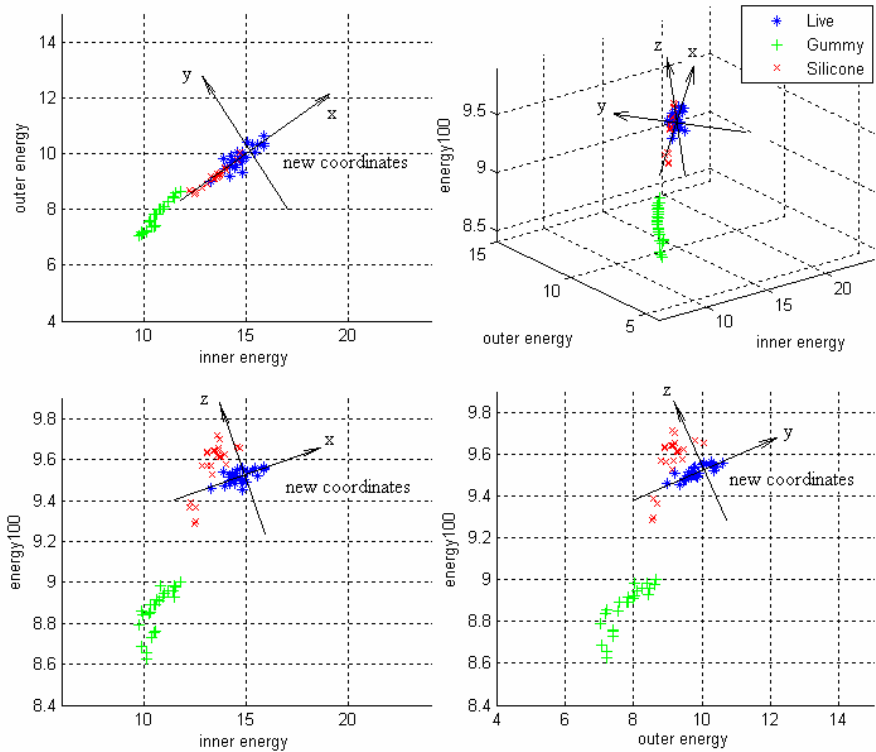 15
14
12
10
8
6
4
outer energy
y
x
new coordinates
10
15
20
inner energy
Live
Gummy
Silicone
z
x
y
9.5
9
8.5
energy100
15
10
5
outer energy
10
15
20
inner energy
9.8
9.6
9.4
9.2
9
8.8
8.6
8.4
energy100
z
x
new coordinates
10
15
20
inner energy
9.8
9.6
9.4
9.2
9
8.8
8.6
8.4
energy100
z
y
new coordinates
4
6
8
10
12
14
outer energy